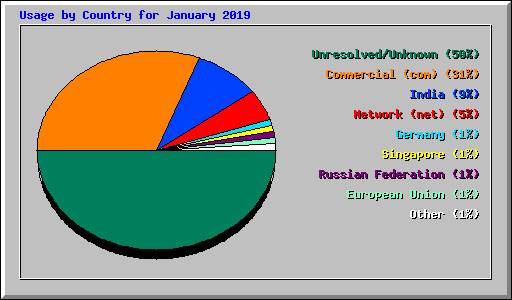 Usage by Country for January 2019
Unresolved/Unknown (50%)
Commercial (com) (31%)
India (9%)
Network (net) (5%)
Germany (1%)
Singapore (1%)
Russian Federation (1%)
European Union (1%)
Other (1%)